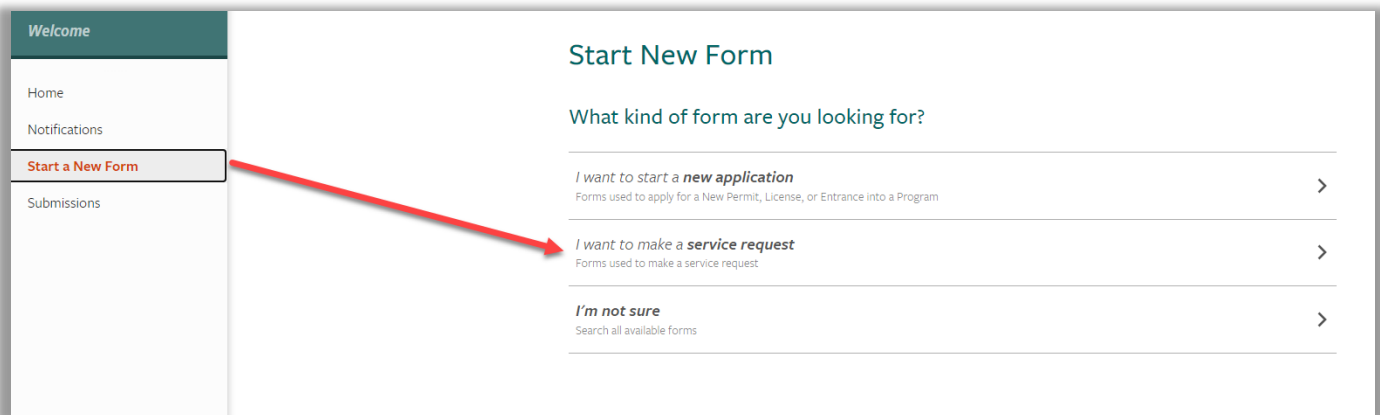 Welcome
Home
Notifications
Start a New Form
Submissions
Start New Form
What kind of form are you looking for?
I want to start a new application
Forms used to apply for a New Permit, License, or Entrance into a Program
I want to make a service request
Forms used to make a service request
I'm not sure
Search all available forms